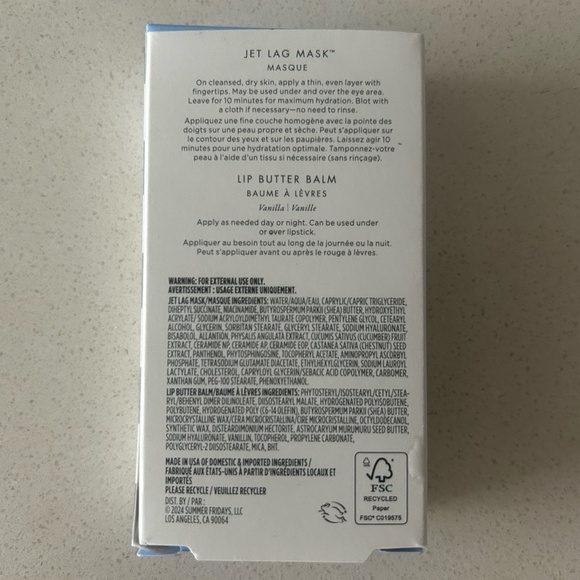 JET LAG MASK™
MASQUE
On cleansed, dry skin, apply a thin, even layer with
fingertips. May be used under and over the eye area.
Leave for 10 minutes for maximum hydration. Blot with
a cloth if necessary—no need to rinse.
Appliquez une fine couche homogène avec la pointe des
doigts sur une peau propre et sèche. Peut s'appliquer sur
le contour des yeux et sur les paupières. Laissez agir 10
minutes pour une hydratation optimale. Tamponnez-votre
peau à l'aide d'un tissu si nécessaire (sans rinçage).
LIP BUTTER BALM
BAUME À LÈVRES
Vanilla | Vanille
Apply as needed day or night. Can be used under
or over lipstick.
Appliquer au besoin tout au long de la journée ou la nuit.
Peut s'appliquer avant ou après le rouge à lèvres.
WARNING: FOR EXTERNAL USE ONLY.
AVERTISSEMENT : USAGE EXTERNE UNIQUEMENT.
JET LAG MASK/MASQUE INGREDIENTS: WATER/AQUA/EAU, CAPRYLIC/CAPRIC TRIGLYCERIDE,
DIHEPTYL SUCCINATE, NIACINAMIDE, BUTYROSPERMUM PARKII (SHEA) BUTTER, HYDROXYETHYL
ACRYLATE/ SODIUM ACRYLOYLDIMETHYL TAURATE COPOLYMER, PENTYLENE GLYCOL, CETEARYL
ALCOHOL, GLYCERIN, SORBITAN STEARATE, GLYCERYL STEARATE, SODIUM HYALURONATE,
BISABOLOL, ALLANTOIN, PHYSALIS ANGULATA EXTRACT, CUCUMIS SATIVUS (CUCUMBER) FRUIT
EXTRACT, CERAMIDE NP, CERAMIDE AP, CERAMIDE EOP, CASTANEA SATIVA (CHESTNUT) SEED
EXTRACT, PANTHENOL, PHYTOSPHINGOSINE, TOCOPHERYL ACETATE, AMINOPROPYL ASCORBYL
PHOSPHATE, TETRASODIUM GLUTAMATE DIACETATE, ETHYLHEXYLGLYCERIN, SODIUM LAUROYL
LACTYLATE, CHOLESTEROL, CAPRYLOYL GLYCERIN/SEBACIC ACID COPOLYMER, CARBOMER,
XANTHAN GUM, PEG-100 STEARATE, PHENOXYETHANOL.
LIP BUTTER BALM/BAUME À LÈVRES INGREDIENTS: PHYTOSTERYL/ISOSTEARYL/CETYL/STEA-
RYL/BEHENYL DIMER DILINOLEATE, DIISOSTEARYL MALATE, HYDROGENATED POLYISOBUTENE,
POLYBUTENE, HYDROGENATED POLY (C6-14 OLEFIN), BUTYROSPERMUM PARKII (SHEA) BUTTER,
MICROCRYSTALLINE WAX/CERA MICROCRISTALLINA/CIRE MICROCRISTALLINE, OCTYLDODECANOL,
SYNTHETIC WAX, DISTEARDIMONIUM HECTORITE, ASTROCARYUM MURUMURU SEED BUTTER,
SODIUM HYALURONATE, VANILLIN, TOCOPHEROL, PROPYLENE CARBONATE,
POLYGLYCERYL-2 DIISOSTEARATE, MICA, BHT.
MADE IN USA OF DOMESTIC & IMPORTED INGREDIENTS /
FABRIQUÉ AUX ÉTATS-UNIS À PARTIR D'INGRÉDIENTS LOCAUX ET
IMPORTÉS
PLEASE RECYCLE / VEUILLEZ RECYCLER
DIST. BY / PAR :
© 2024 SUMMER FRIDAYS, LLC
LOS ANGELES, CA 90064
FSC
RECYCLED
Paper
FSC® C019575